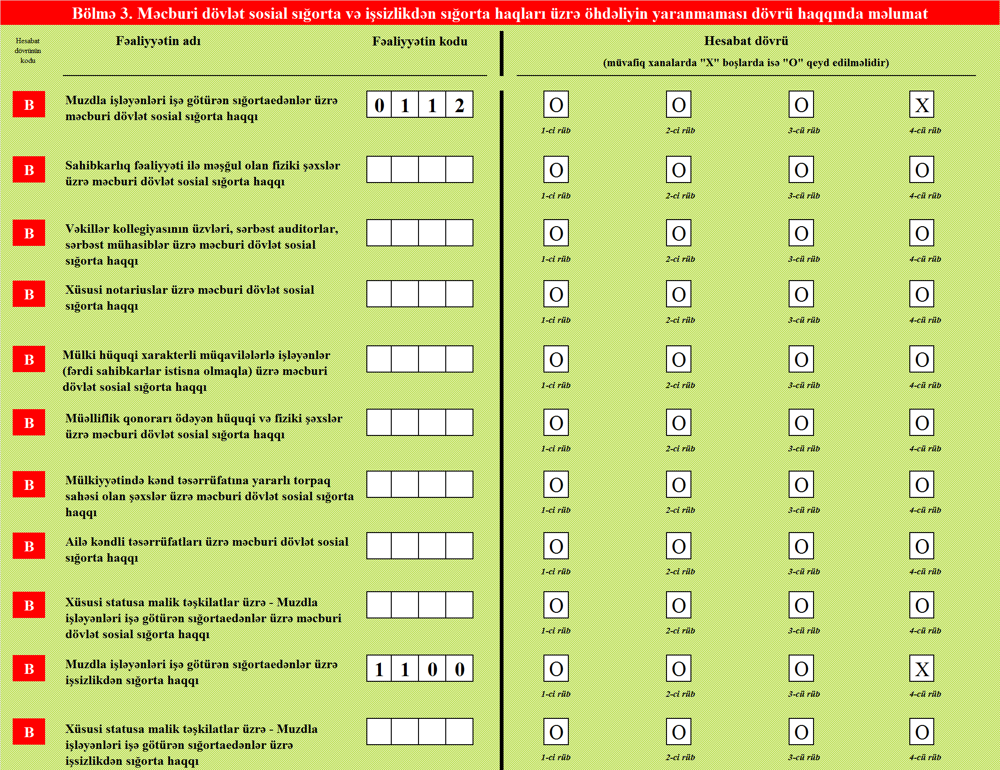 Bölmə 3. Məcburi dövlət sosial sığorta və işsizlikdən sığorta haqları üzrə öhdəliyin yaranmaması dövrü haqqında məlumat
Hesabat
dövrünün
kodu
Fəaliyyətin adı
Fəaliyyətin kodu
Hesabat dövrü
(müvafiq xanalarda "X" boşlarda isə "O" qeyd edilməlidir)
B
Muzdla işləyənləri işə götürən sığortaedənlər üzrə
məcburi dövlət sosial sığorta haqqı
0 1 1 2
O O O X
1-ci rüb 2-ci rüb 3-cü rüb 4-cü rüb
B
Sahibkarlıq fəaliyyəti ilə məşğul olan fiziki şəxslər
üzrə məcburi dövlət sosial sığorta haqqı
O O O O
1-ci rüb 2-ci rüb 3-cü rüb 4-cü rüb
B
Vəkillər kollegiyasının üzvləri, sərbəst auditorlar,
sərbəst mühasiblər üzrə məcburi dövlət sosial
sığorta haqqı
O O O O
1-ci rüb 2-ci rüb 3-cü rüb 4-cü rüb
B
Xüsusi notariuslar üzrə məcburi dövlət sosial
sığorta haqqı
O O O O
1-ci rüb 2-ci rüb 3-cü rüb 4-cü rüb
B
Mülki hüquqi xarakterli müqavilələrlə işləyənlər
(fərdi sahibkarlar istisna olmaqla) üzrə məcburi
dövlət sosial sığorta haqqı
O O O O
1-ci rüb 2-ci rüb 3-cü rüb 4-cü rüb
B
Müəlliflik qonorarı ödəyən hüquqi və fiziki şəxslər
üzrə məcburi dövlət sosial sığorta haqqı
O O O O
1-ci rüb 2-ci rüb 3-cü rüb 4-cü rüb
B
Mülkiyyətində kənd təsərrüfatına yararlı torpaq
sahəsi olan şəxslər üzrə məcburi dövlət sosial sığorta
haqqı
O O O O
1-ci rüb 2-ci rüb 3-cü rüb 4-cü rüb
B
Ailə kəndli təsərrüfatları üzrə məcburi dövlət sosial
sığorta haqqı
O O O O
1-ci rüb 2-ci rüb 3-cü rüb 4-cü rüb
B
Xüsusi statusa malik təşkilatlar üzrə - Muzdla
işləyənləri işə götürən sığortaedənlər üzrə məcburi
dövlət sosial sığorta haqqı
O O O O
1-ci rüb 2-ci rüb 3-cü rüb 4-cü rüb
B
Muzdla işləyənləri işə götürən sığortaedənlər üzrə
işsizlikdən sığorta haqqı
1 1 0 0
O O O X
1-ci rüb 2-ci rüb 3-cü rüb 4-cü rüb
B
Xüsusi statusa malik təşkilatlar üzrə - Muzdla
işləyənləri işə götürən sığortaedənlər üzrə
işsizlikdən sığorta haqqı
O O O O
1-ci rüb 2-ci rüb 3-cü rüb 4-cü rüb